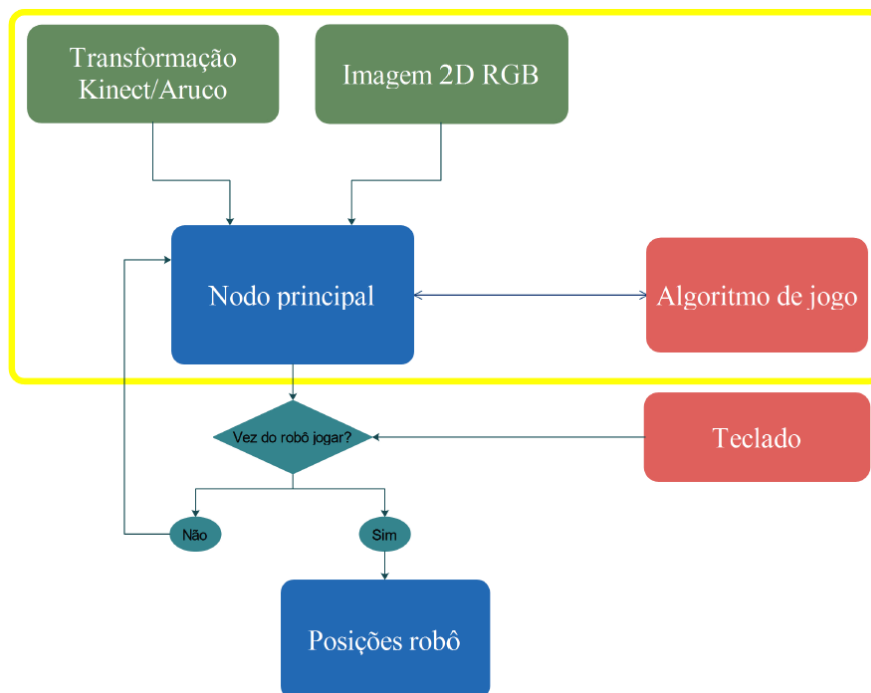 Transformação
Kinect/Aruco
Imagem 2D RGB
Nodo principal
Algoritmo de jogo
Vez do robô jogar?
Teclado
Não
Sim
Posições robô